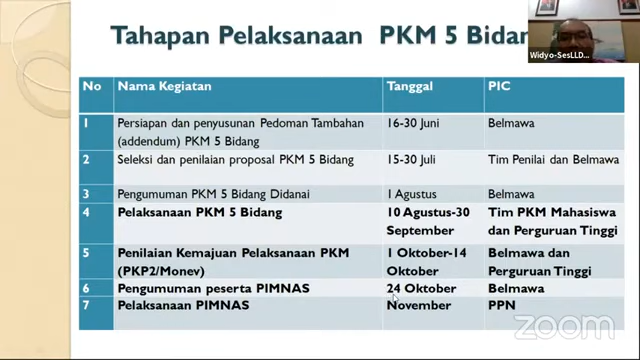 Tahapan Pelaksanaan PKM 5 Bidan
Widyo-SesLLD...
No Nama Kegiatan Tanggal PIC
1 Persiapan dan penyusunan Pedoman Tambahan 16-30 Juni Belmawa
(addendum) PKM 5 Bidang
2 Seleksi dan penilaian proposal PKM 5 Bidang 15-30 Juli Tim Penilai dan Belmawa
3 Pengumuman PKM 5 Bidang Didanai 1 Agustus Belmawa
4 Pelaksanaan PKM 5 Bidang 10 Agustus-30 Tim PKM Mahasiswa
September dan Perguruan Tinggi
5 Penilaian Kemajuan Pelaksanaan PKM 1 Oktober-14 Belmawa dan
(PKP2/Monev) Oktober Perguruan Tinggi
6 Pengumuman peserta PIMNAS 24 Oktober Belmawa
7 Pelaksanaan PIMNAS November PPN
zoom